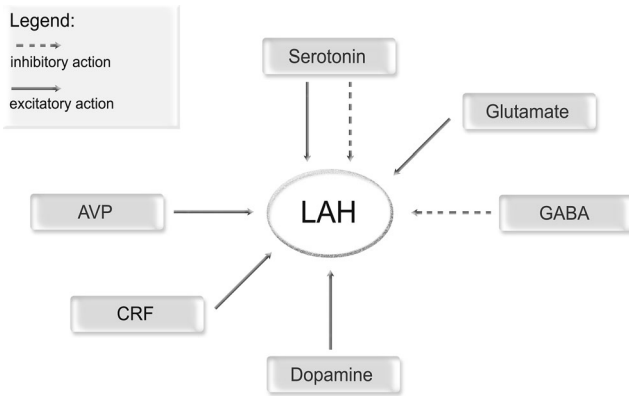 Legend:
inhibitory action
excitatory action
Serotonin
Glutamate
AVP
LAH
GABA
CRF
Dopamine